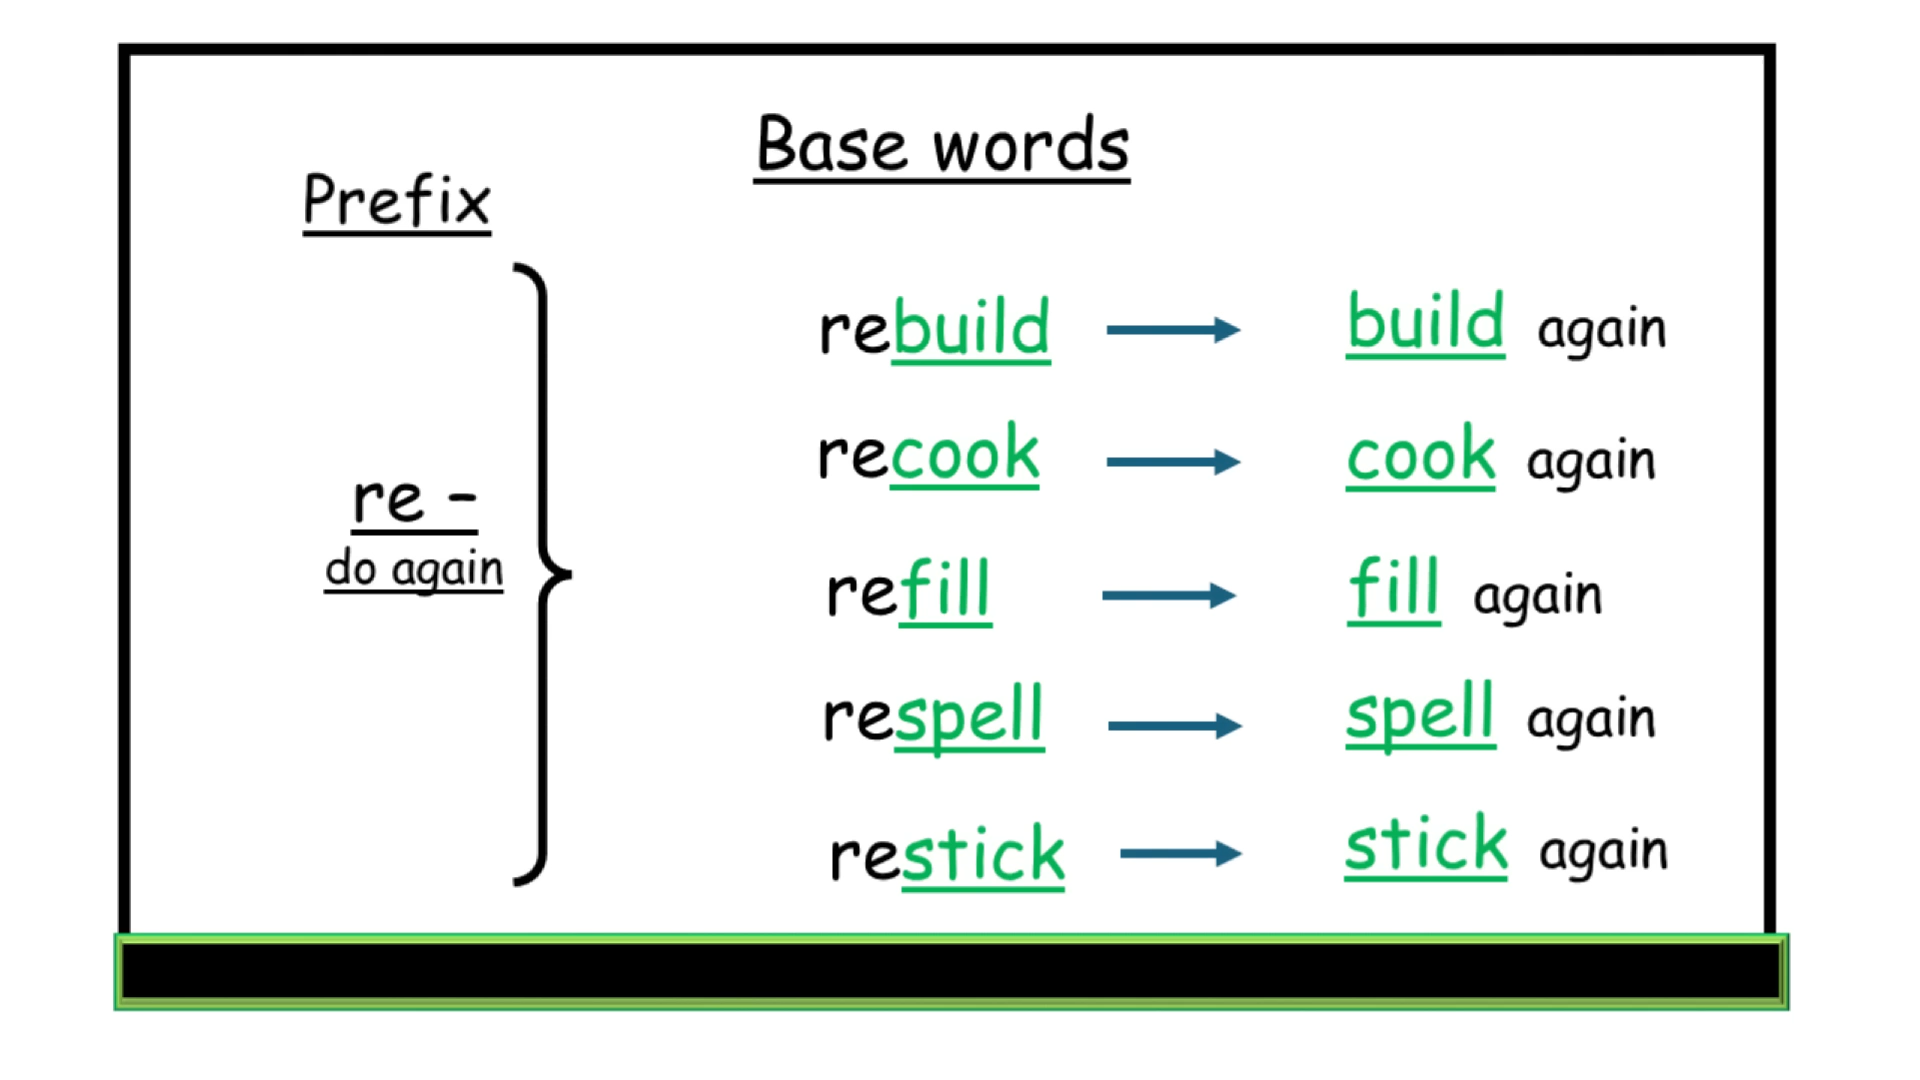 Base words
Prefix
rebuild build again
recook cook again
re -
do again
refill fill again
respell spell again
restick stick again